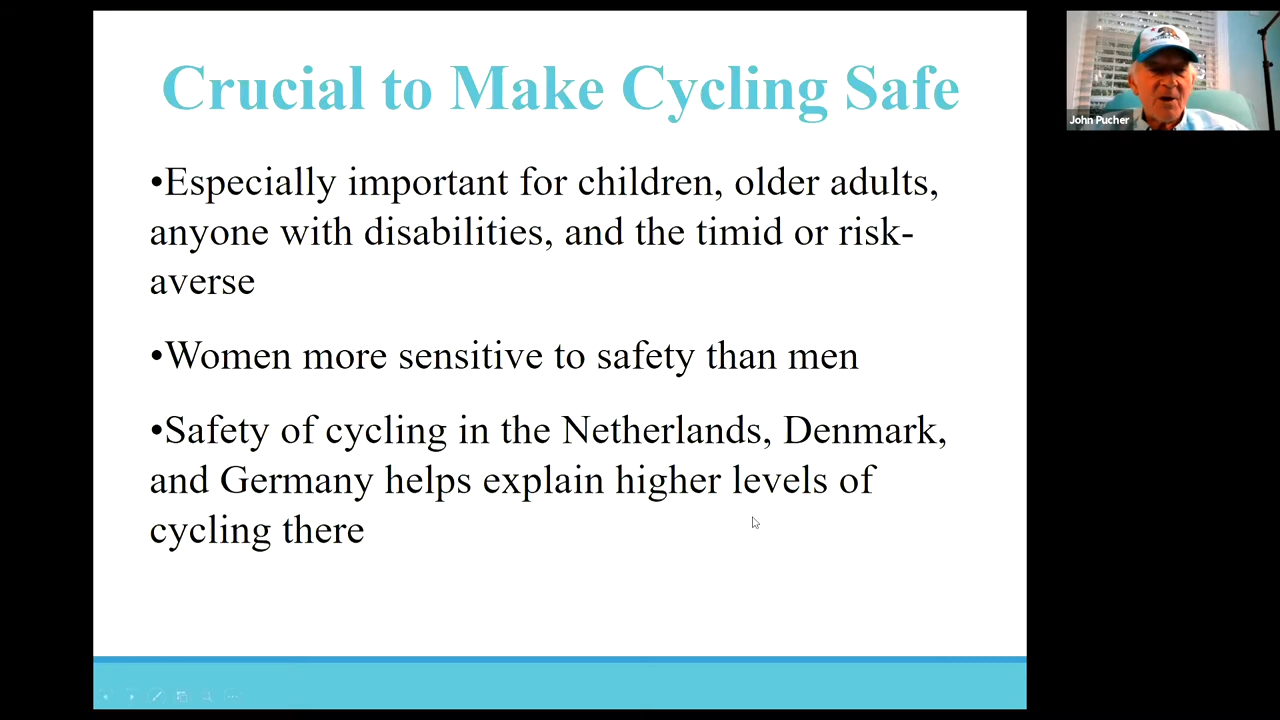 Crucial to Make Cycling Safe
•Especially important for children, older adults,
anyone with disabilities, and the timid or risk-
averse
•Women more sensitive to safety than men
•Safety of cycling in the Netherlands, Denmark,
and Germany helps explain higher levels of
cycling there
John Pucher